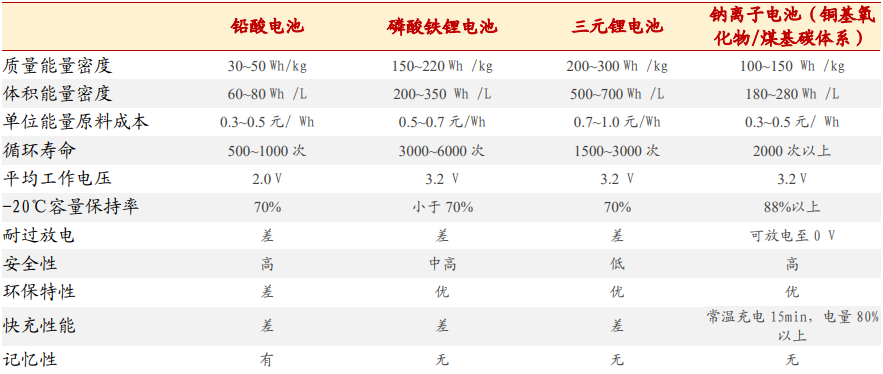 铅酸电池 磷酸铁锂电池 三元锂电池 钠离子电池（铜基氧
化物/煤基碳体系）
质量能量密度 30~50 Wh/kg 150~220 Wh /kg 200~300 Wh /kg 100~150 Wh /kg
体积能量密度 60~80 Wh /L 200~350 Wh /L 500~700 Wh /L 180~280 Wh /L
单位能量原料成本 0.3~0.5 元/ Wh 0.5~0.7 元/Wh 0.7~1.0 元/Wh 0.3~0.5 元/ Wh
循环寿命 500~1000 次 3000~6000 次 1500~3000 次 2000 次以上
平均工作电压 2.0 V 3.2 V 3.2 V 3.2 V
-20℃容量保持率 70% 小于 70% 70% 88%以上
耐过放电 差 差 差 可放电至 0 V
安全性 高 中高 低 高
环保特性 差 优 优 优
快充性能 差 差 差 常温充电 15min，电量 80%
以上
记忆性 有 无 无 无